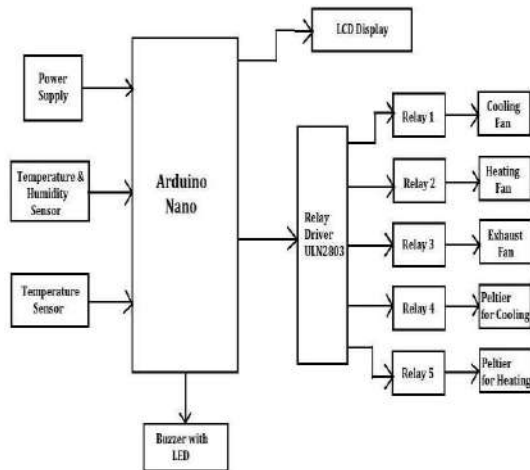 LCD Display
Power
Supply
Temperature &
Humidity
Sensor
Temperature
Sensor
Arduino
Nano
Buzzer with
LED
Relay
Driver
ULN2803
Relay 1
Cooling
Fan
Relay 2
Heating
Fan
Relay 3
Exhaust
Fan
Relay 4
Peltier
for Cooling
Relay 5
Peltier
for Heating